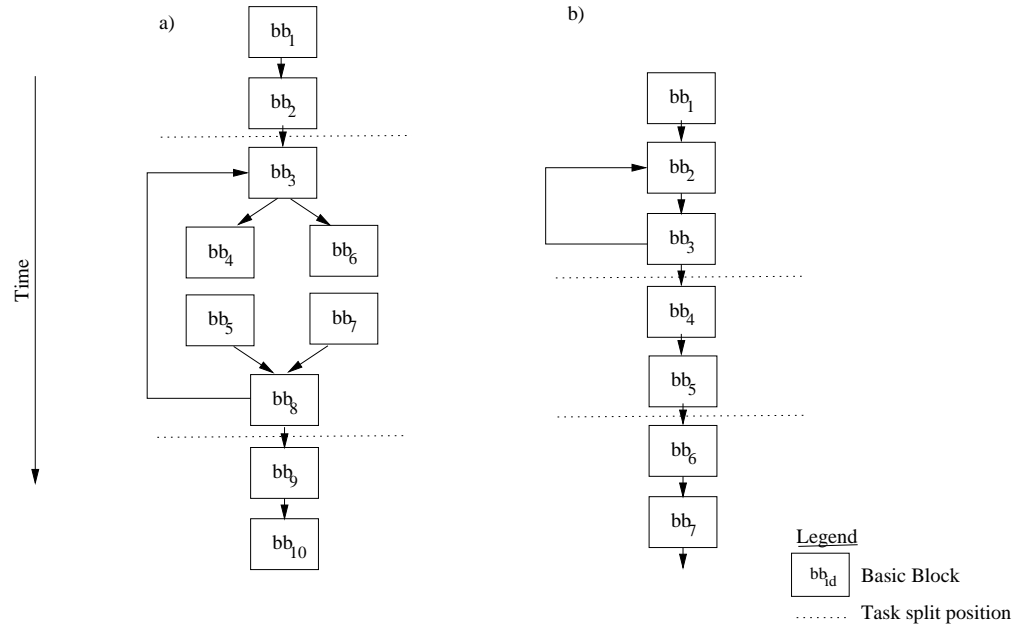 a)
bb1
bb2
bb3
bb4
bb6
bb5
bb7
bb8
bb9
bb10
Time
b)
bb1
bb2
bb3
bb4
bb5
bb6
bb7
Legend
bbid
Basic Block
Task split position